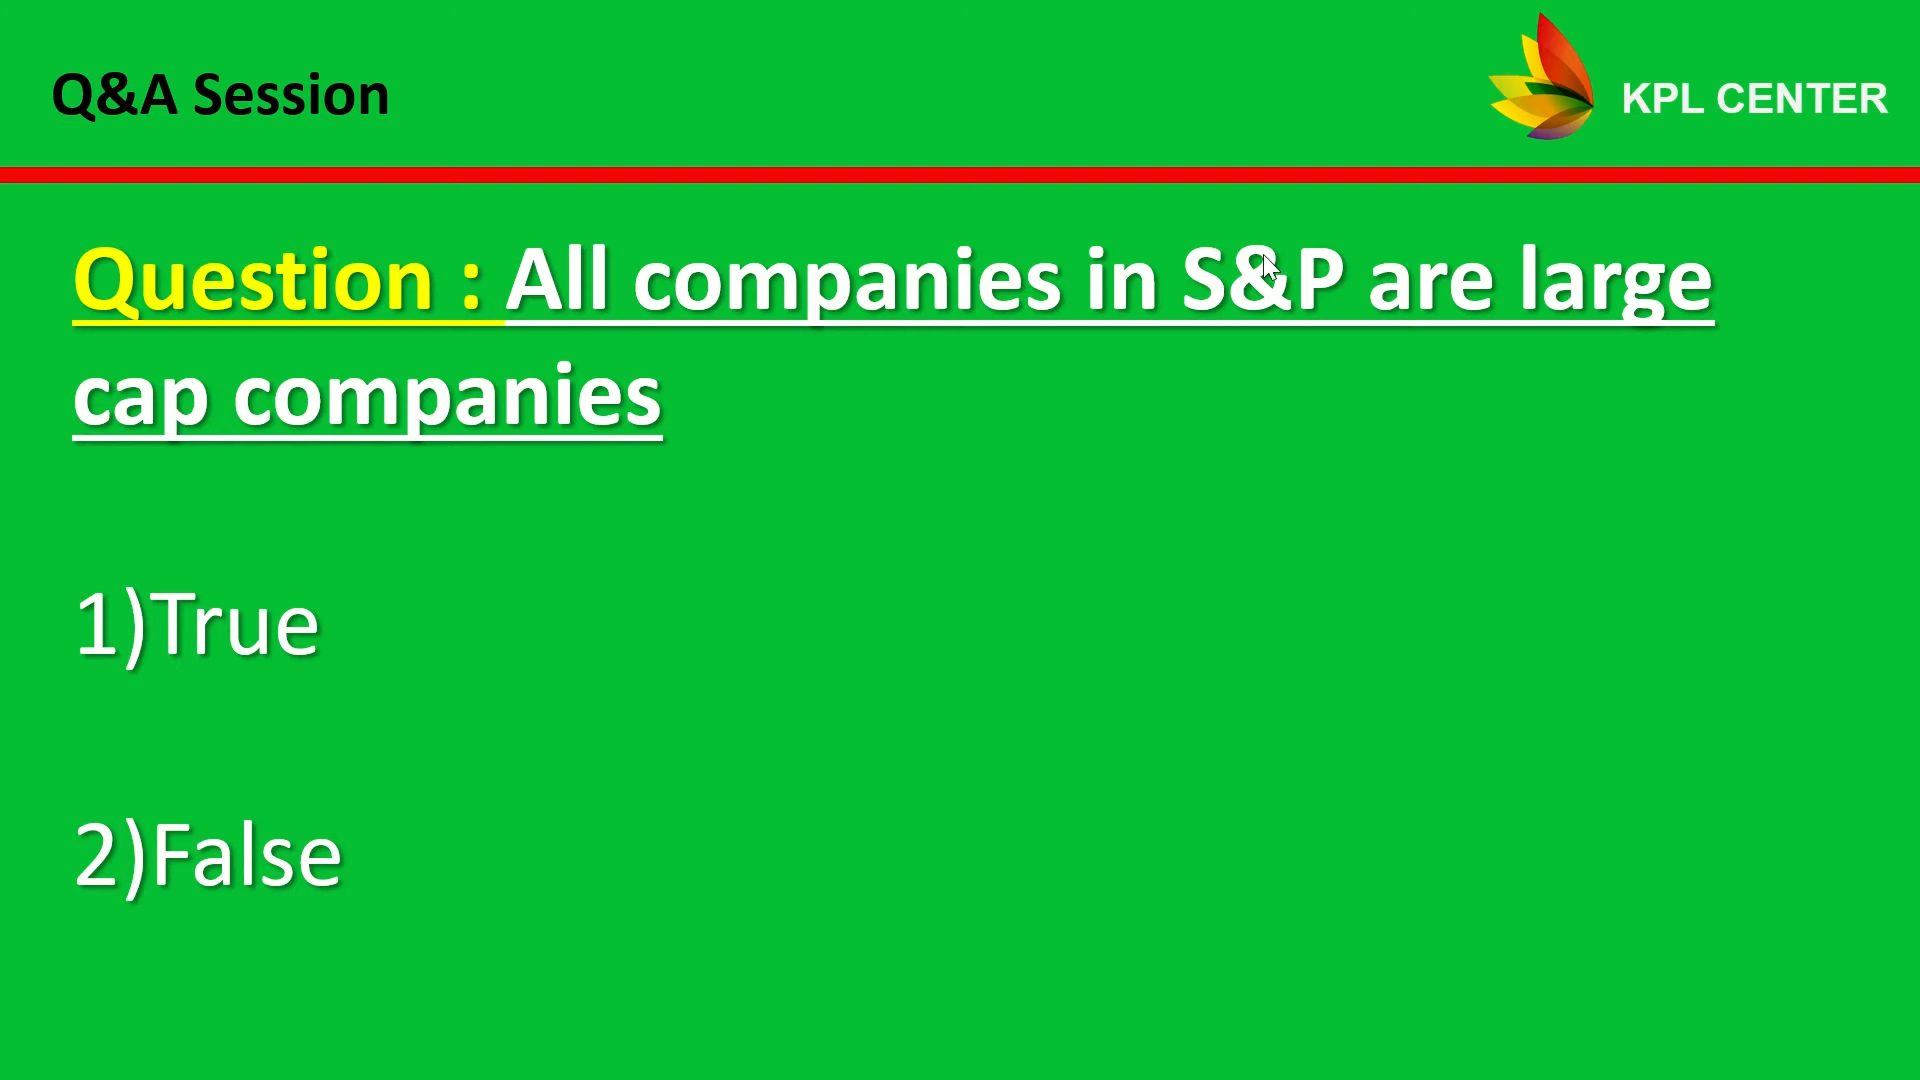 Q&A Session
KPL CENTER
Question : All companies in S&P are large
cap companies
1)True
2)False